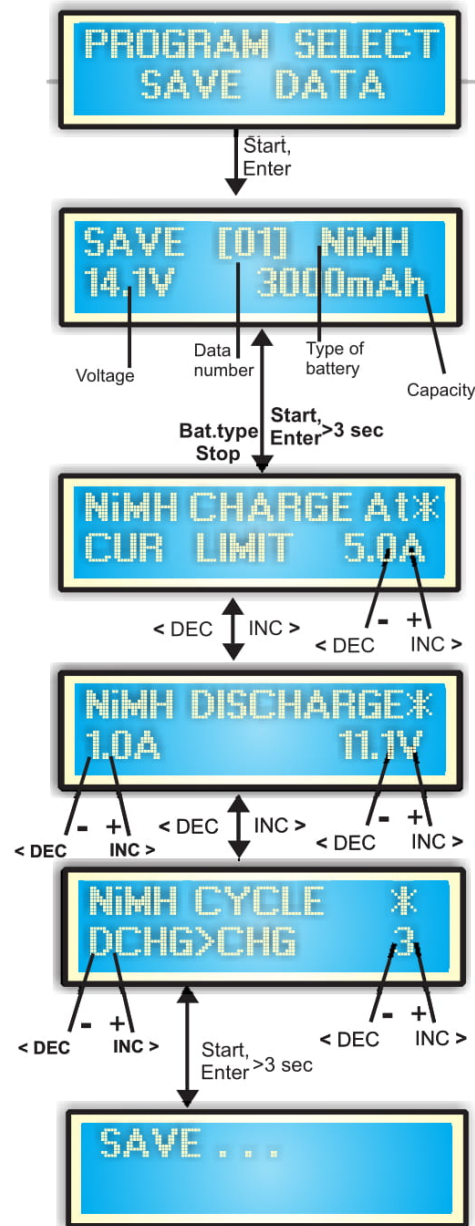 PROGRAM SELECT
SAVE DATA
Start,
Enter
SAVE [01] NiMH
14.1V 3000mAh
Voltage
Data
number
Type of
battery
Capacity
Bat.type
Stop
Start,
Enter >3 sec
NiMH CHARGE At*
CUR LIMIT 5.0A
- +
< DEC INC >
< DEC INC >
NiMH DISCHARGE*
1.0A 11.1V
- +
< DEC INC >
< DEC INC >
- +
< DEC INC >
NiMH CYCLE *
DCHG>CHG 3
- +
< DEC INC >
- +
< DEC INC >
Start,
Enter >3 sec
SAVE . . .